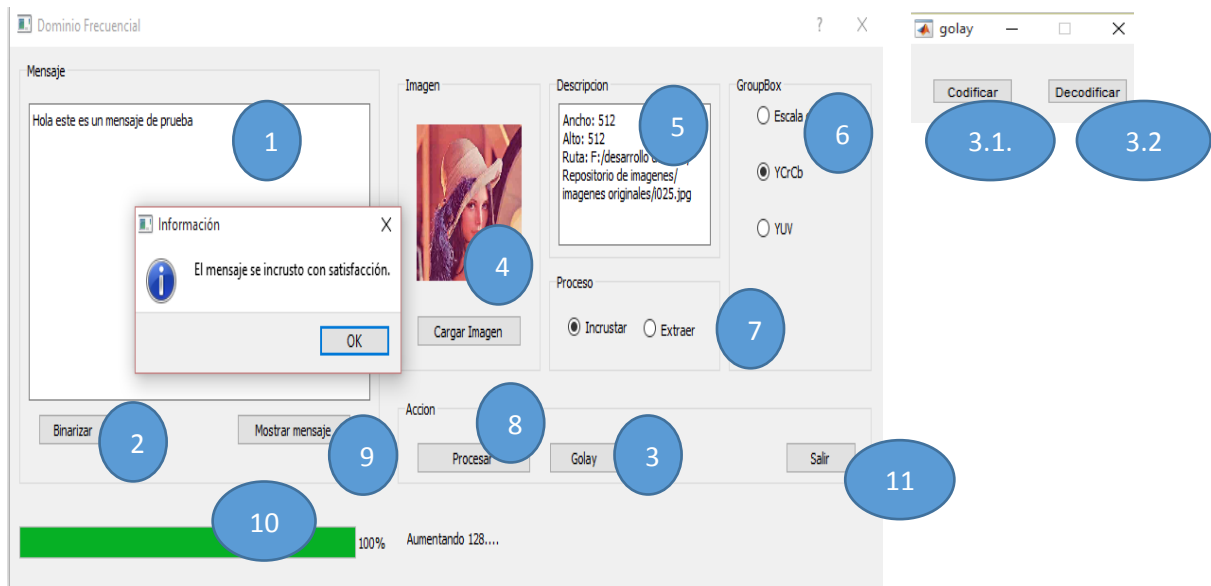 Dominio Frecuencial
?
X
golay
X
Codificar
Decodificar
3.1.
3.2
Mensaje
Hola este es un mensaje de prueba
1
Información
X
El mensaje se incrusto con satisfacción.
OK
Binarizar
2
Mostrar mensaje
9
Imagen
4
Cargar Imagen
Descripcion
Ancho: 512
Alto: 512
Ruta: F:/desarrollo
Repositorio de imagenes/
imagenes originales/i025.jpg
5
GroupBox
Escala
6
YCrCb
YUV
Proceso
Incrustar
Extraer
7
Accion
8
Procesar
Golay
3
Salir
11
10
100%
Aumentando 128....